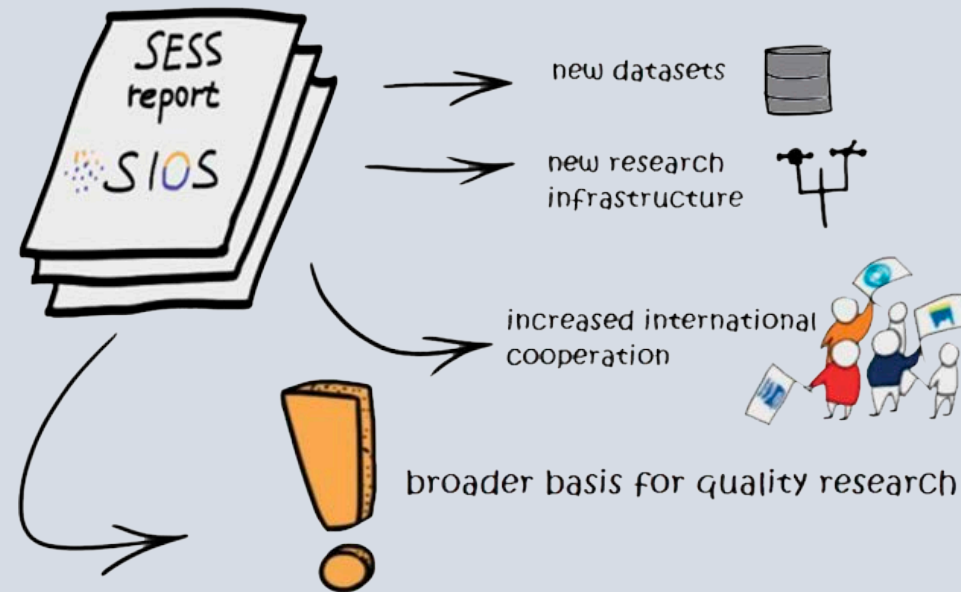 SESS
report
SIOS
new datasets
new research
infrastructure
increased international
cooperation
broader basis for quality research